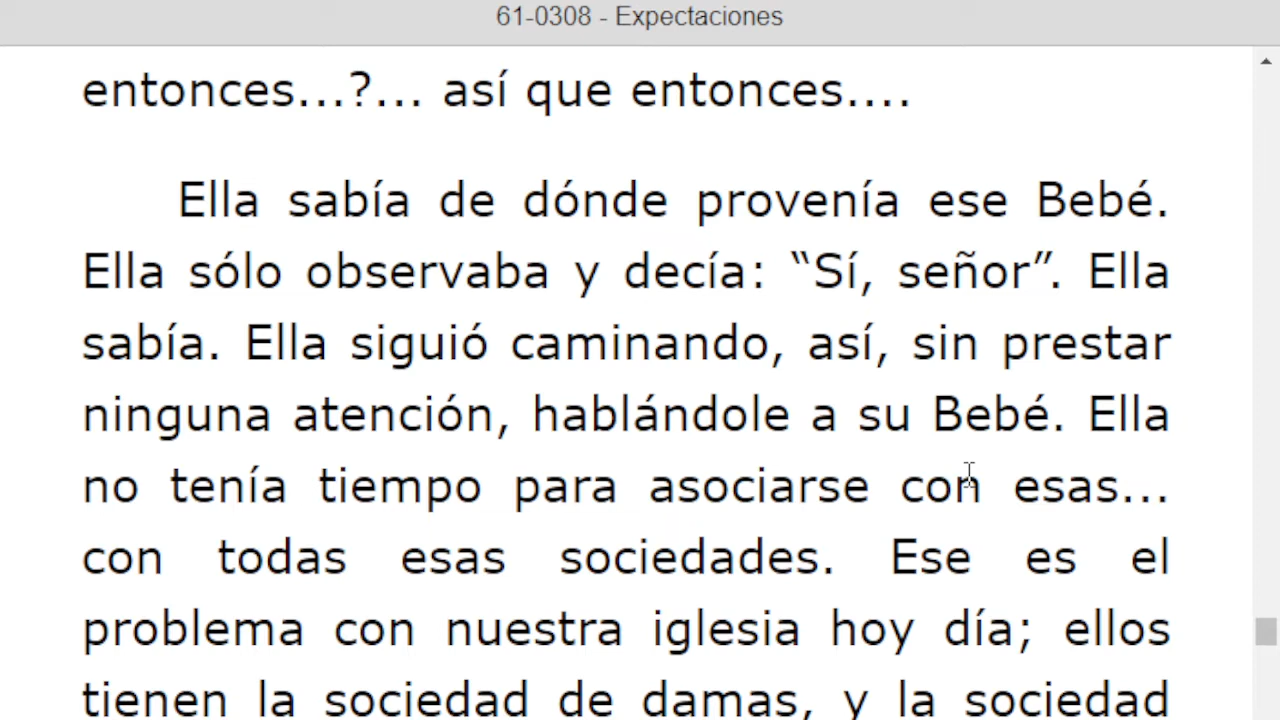 61-0308 - Expectaciones
entonces...?... así que entonces....
Ella sabía de dónde provenía ese Bebé.
Ella sólo observaba y decía: “Sí, señor”. Ella
sabía. Ella siguió caminando, así, sin prestar
ninguna atención, hablándole a su Bebé. Ella
no tenía tiempo para asociarse con esas...
con todas esas sociedades. Ese es el
problema con nuestra iglesia hoy día; ellos
tienen la sociedad de damas, y la sociedad